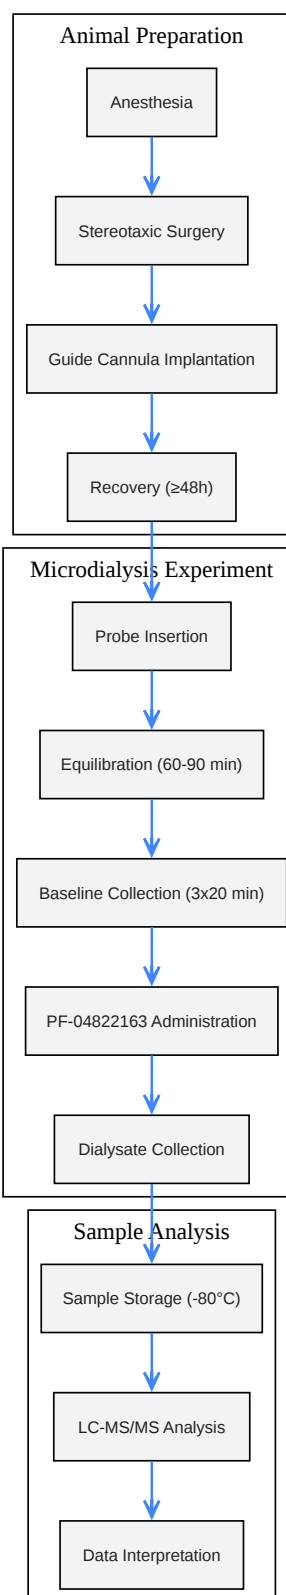 Animal Preparation
Anesthesia
Stereotaxic Surgery
Guide Cannula Implantation
Recovery (≥48h)
Microdialysis Experiment
Probe Insertion
Equilibration (60-90 min)
Baseline Collection (3x20 min)
PF-04822163 Administration
Dialysate Collection
Sample Analysis
Sample Storage (-80°C)
LC-MS/MS Analysis
Data Interpretation